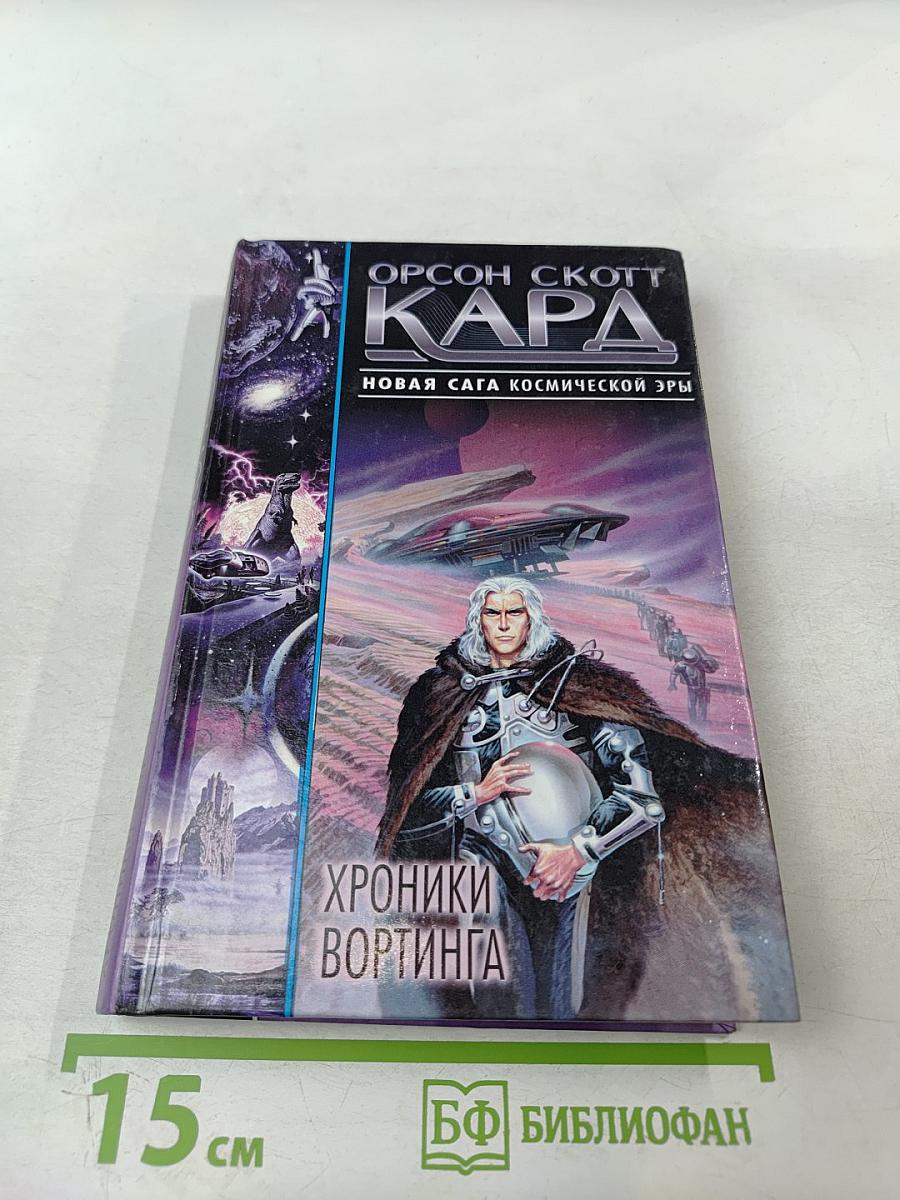 ОРСОН СКОТТ
КАРД
НОВАЯ САГА КОСМИЧЕСКОЙ ЭРЫ
ХРОНИКИ
ВОРТИНГА
15 см
БФ БИБЛИОФАН